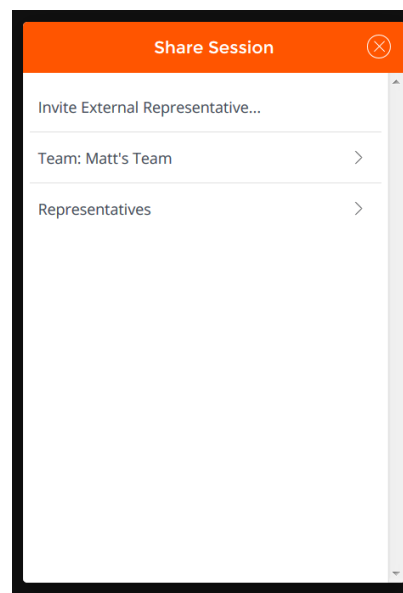 Share Session
Invite External Representative...
Team: Matt's Team
Representatives